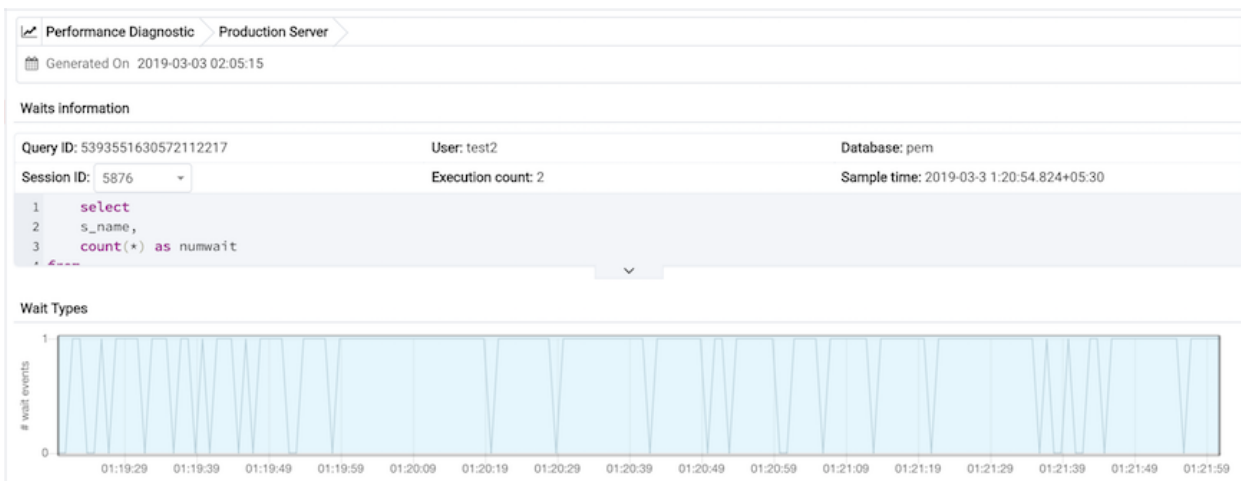 Performance Diagnostic Production Server
Generated On 2019-03-03 02:05:15
Waits information
Query ID: 5393551630572112217 User: test2 Database: pem
Session ID: 5876 Execution count: 2 Sample time: 2019-03-3 1:20:54.824+05:30
1 select
2 s_name,
3 count(*) as numwait
Wait Types
# wait events
1
0
01:19:29 01:19:39 01:19:49 01:19:59 01:20:09 01:20:19 01:20:29 01:20:39 01:20:49 01:20:59 01:21:09 01:21:19 01:21:29 01:21:39 01:21:49 01:21:59